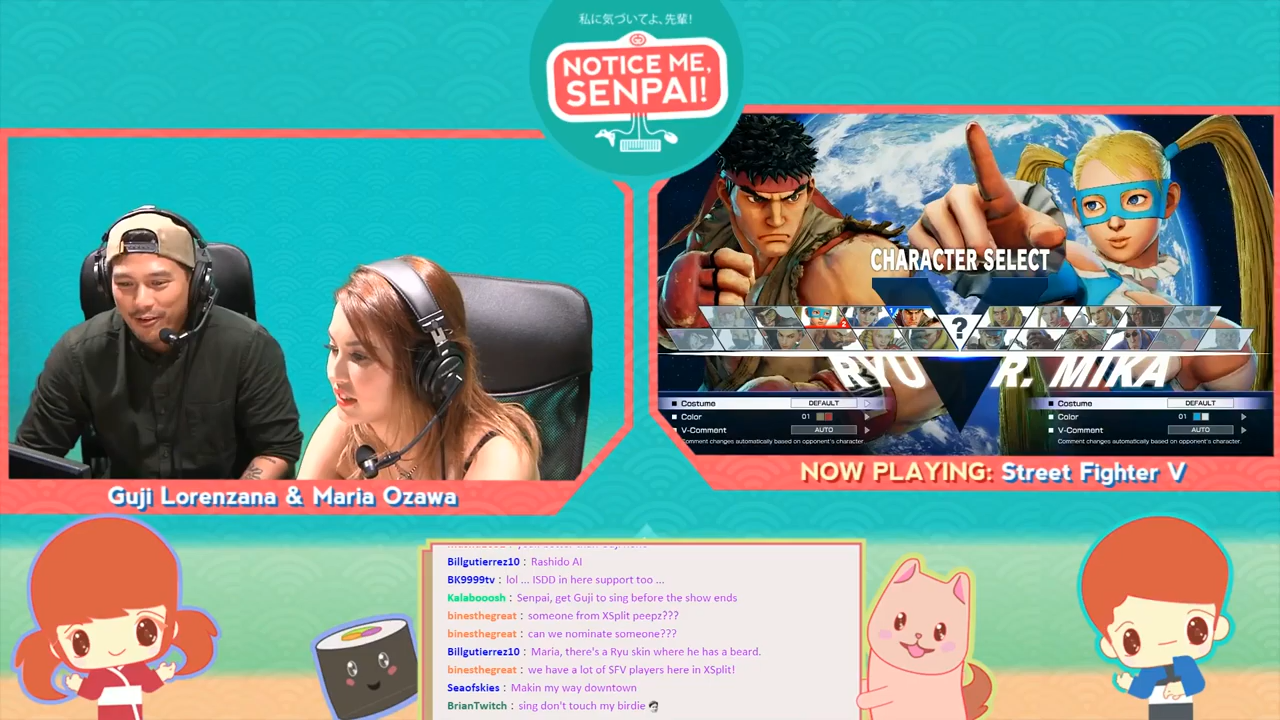 私に気づいてよ、先輩!
NOTICE ME,
SENPAI!
CHARACTER SELECT
2
1
?
RYU
R. MIKA
Costume DEFAULT
Color 01
V-Comment AUTO
Comment changes automatically based on opponent's character.
Costume DEFAULT
Color 01
V-Comment AUTO
Comment changes automatically based on opponent's character.
Guji Lorenzana & Maria Ozawa
NOW PLAYING: Street Fighter V
Billgutierrez10 : Rashido AI
BK9999tv : lol ... ISDD in here support too ...
Kalabooosh : Senpai, get Guji to sing before the show ends
binesthegreat : someone from XSplit peepz???
binesthegreat : can we nominate someone???
Billgutierrez10 : Maria, there's a Ryu skin where he has a beard.
binesthegreat : we have a lot of SFV players here in XSplit!
Seaofskies : Makin my way downtown
BrianTwitch : sing don't touch my birdie